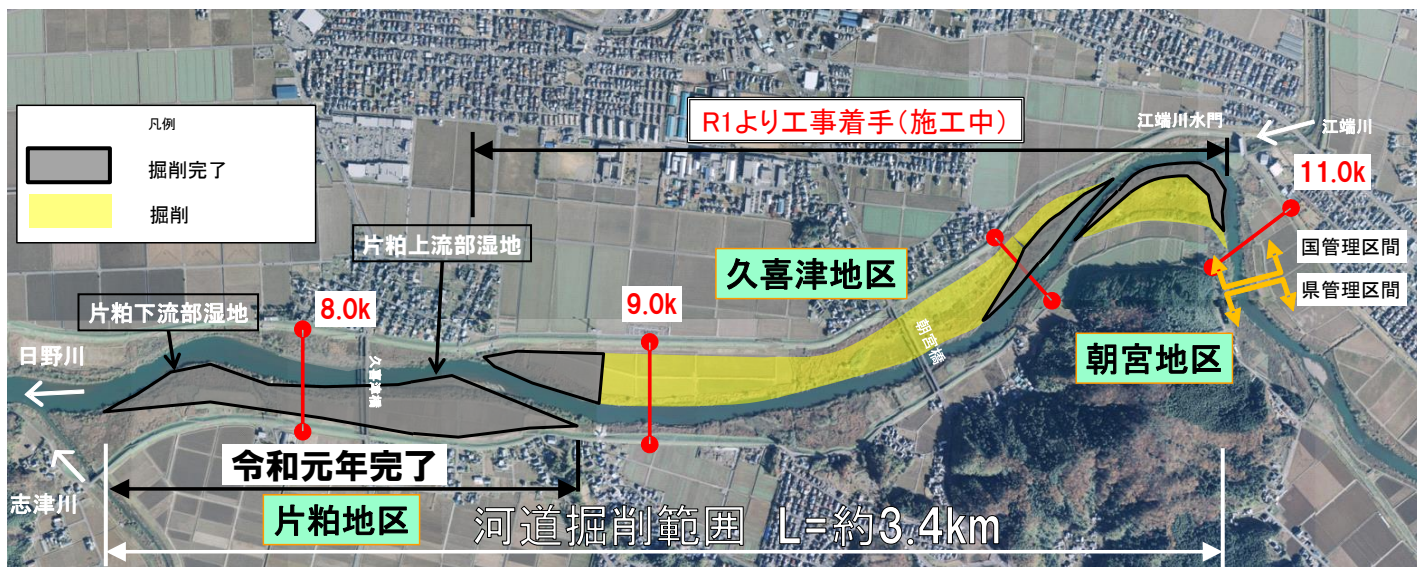 凡例
掘削完了
掘削
R1より工事着手(施工中)
江端川水門
江端川
11.0k
国管理区間
県管理区間
片粕上流部湿地
久喜津地区
片粕下流部湿地
8.0k
9.0k
朝宮橋
朝宮地区
日野川
久喜津橋
令和元年完了
志津川
片粕地区
河道掘削範囲 L=約3.4km